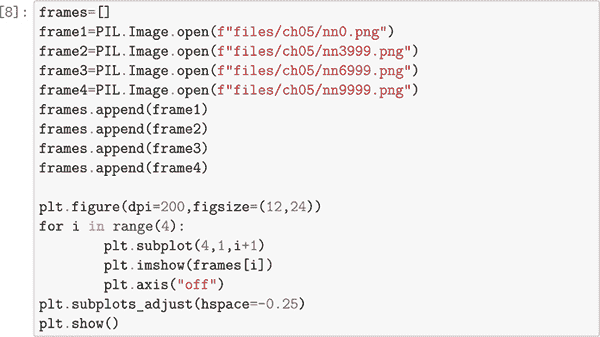 [8]: frames=[]
frame1=PIL.Image.open(f"files/ch05/nn0.png")
frame2=PIL.Image.open(f"files/ch05/nn3999.png")
frame3=PIL.Image.open(f"files/ch05/nn6999.png")
frame4=PIL.Image.open(f"files/ch05/nn9999.png")
frames.append(frame1)
frames.append(frame2)
frames.append(frame3)
frames.append(frame4)

plt.figure(dpi=200,figsize=(12,24))
for i in range(4):
        plt.subplot(4,1,i+1)
        plt.imshow(frames[i])
        plt.axis("off")
plt.subplots_adjust(hspace=-0.25)
plt.show()